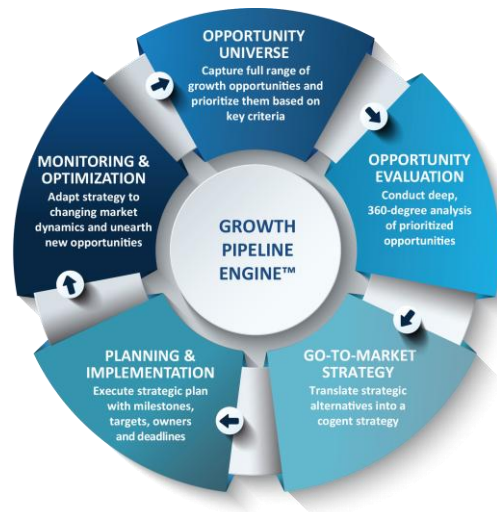 OPPORTUNITY
UNIVERSE
Capture full range of
growth opportunities and
prioritize them based on
key criteria
OPPORTUNITY
EVALUATION
Conduct deep,
360-degree analysis
of prioritized
opportunities
GO-TO-MARKET
STRATEGY
Translate strategic
alternatives into a
cogent strategy
PLANNING &
IMPLEMENTATION
Execute strategic plan
with milestones,
targets, owners
and deadlines
MONITORING &
OPTIMIZATION
Adapt strategy to
changing market
dynamics and unearth
new opportunities
GROWTH
PIPELINE
ENGINE™